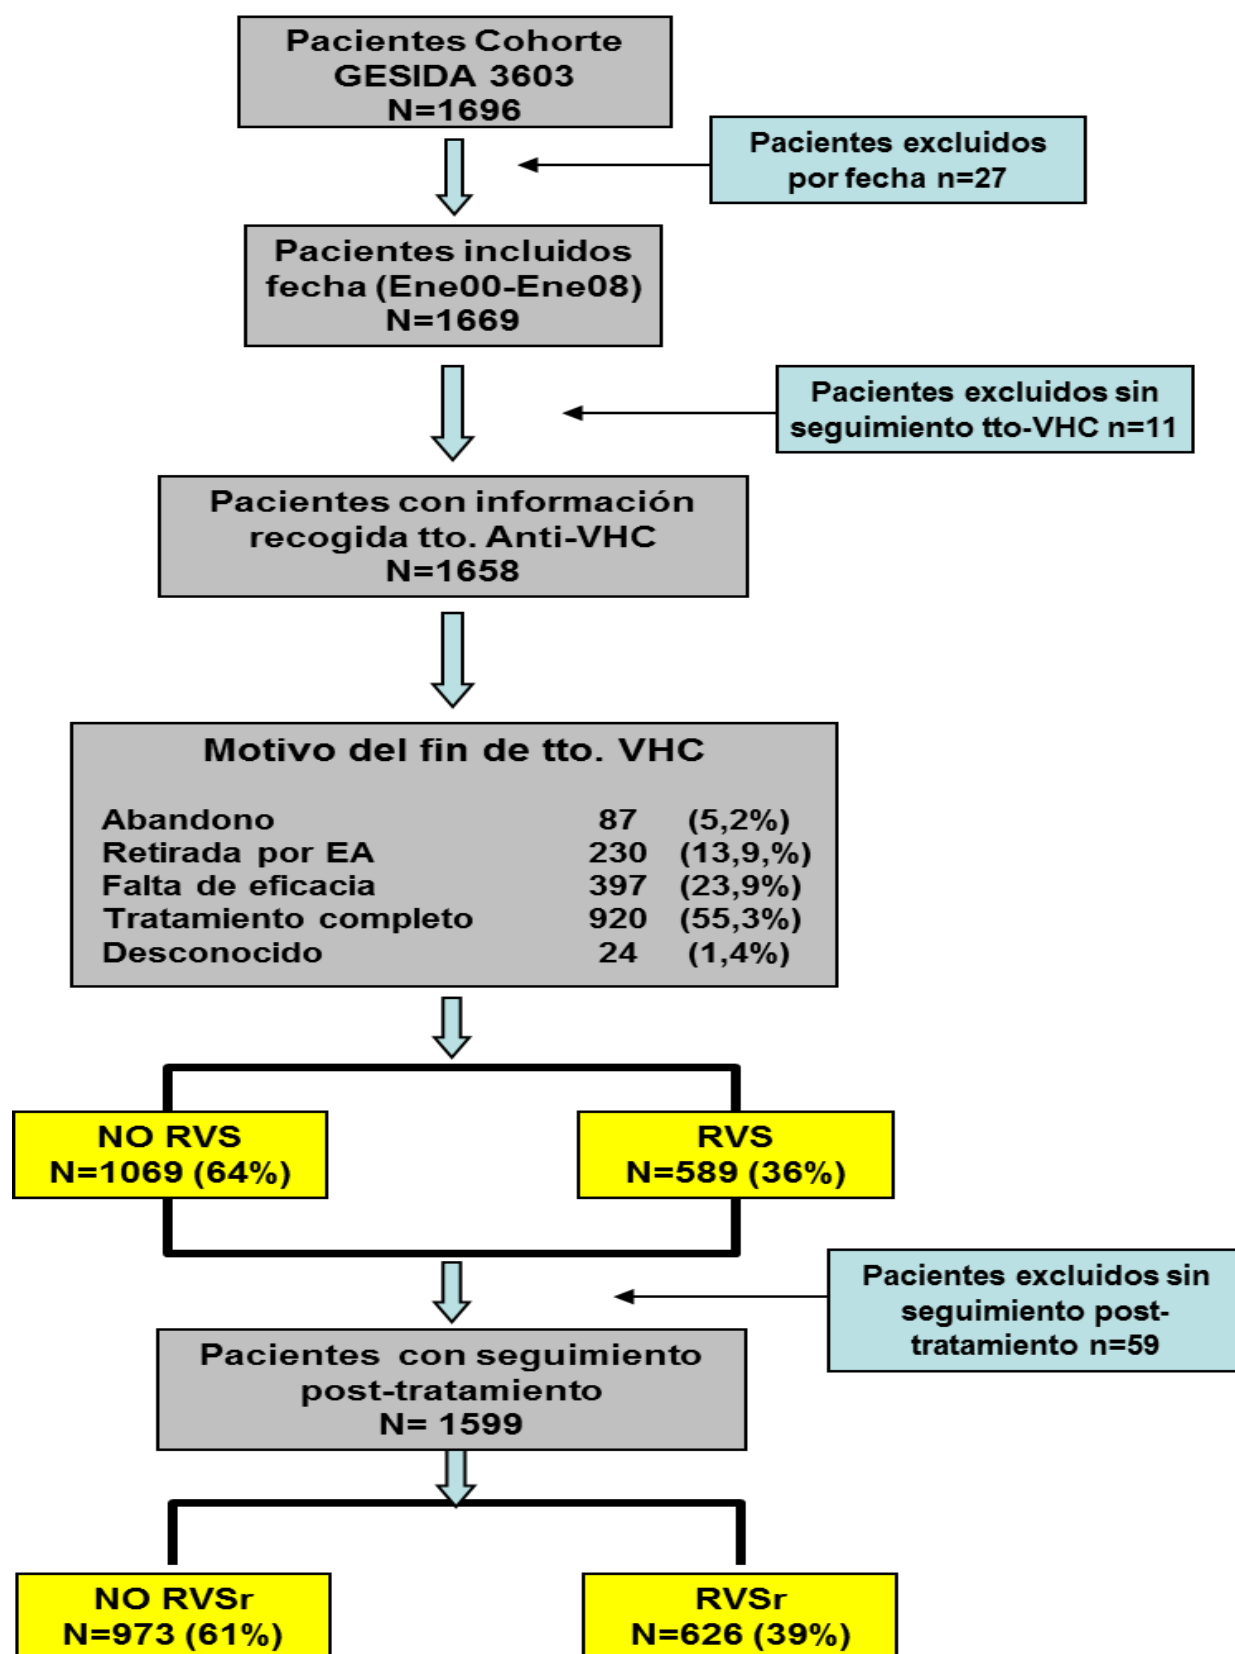 Pacientes Cohorte
GESIDA 3603
N=1696
Pacientes excluidos
por fecha n=27
Pacientes incluidos
fecha (Ene00-Ene08)
N=1669
Pacientes excluidos sin
seguimiento tto-VHC n=11
Pacientes con información
recogida tto. Anti-VHC
N=1658
Motivo del fin de tto. VHC
Abandono 87 (5,2%)
Retirada por EA 230 (13,9,%)
Falta de eficacia 397 (23,9%)
Tratamiento completo 920 (55,3%)
Desconocido 24 (1,4%)
NO RVS
N=1069 (64%)
RVS
N=589 (36%)
Pacientes excluidos sin
seguimiento post-
tratamiento n=59
Pacientes con seguimiento
post-tratamiento
N= 1599
NO RVSr
N=973 (61%)
RVSr
N=626 (39%)